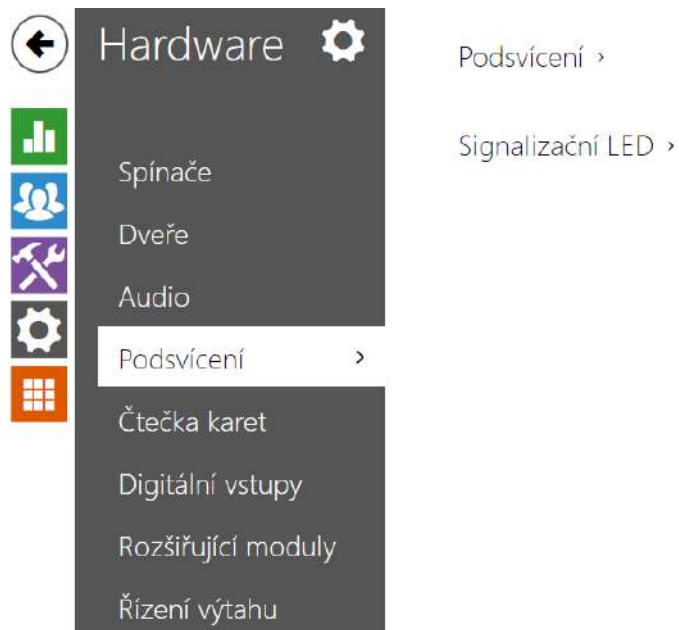 Hardware
Spínače
Dveře
Audio
Podsvícení
Čtečka karet
Digitální vstupy
Rozšiřující moduly
Řízení výtahu
Podsvícení
Signalizační LED